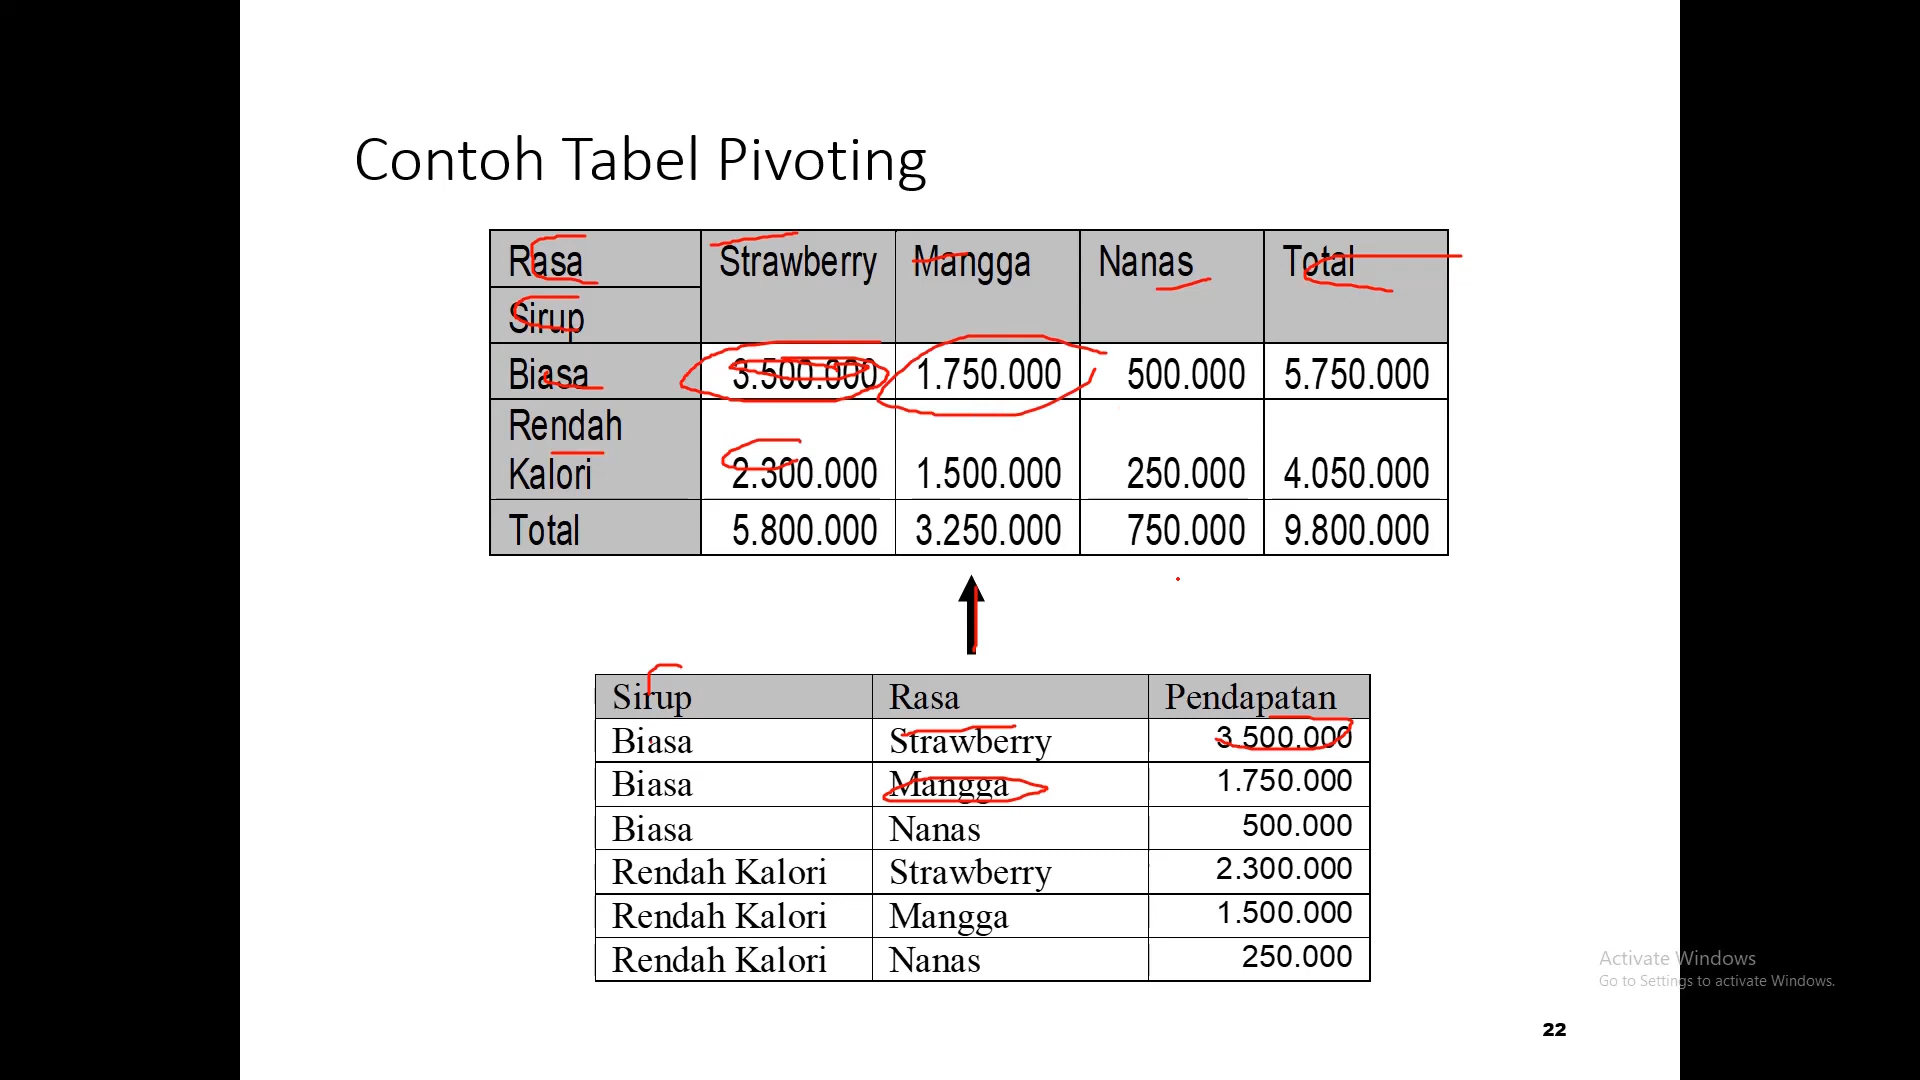 Contoh Tabel Pivoting
Rasa Strawberry Mangga Nanas Total
Sirup
Biasa 3.500.000 1.750.000 500.000 5.750.000
Rendah
Kalori 2.300.000 1.500.000 250.000 4.050.000
Total 5.800.000 3.250.000 750.000 9.800.000
Sirup Rasa Pendapatan
Biasa Strawberry 3.500.000
Biasa Mangga 1.750.000
Biasa Nanas 500.000
Rendah Kalori Strawberry 2.300.000
Rendah Kalori Mangga 1.500.000
Rendah Kalori Nanas 250.000
Activate Windows
Go to Settings to activate Windows.
22